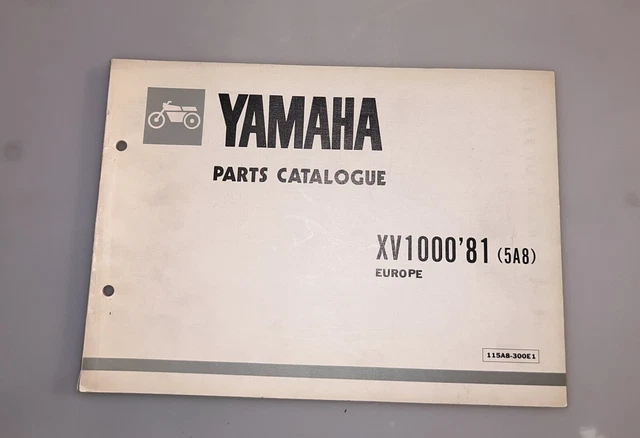 YAMAHA
PARTS CATALOGUE
XV1000'81 (5A8)
EUROPE
115A8-300E1